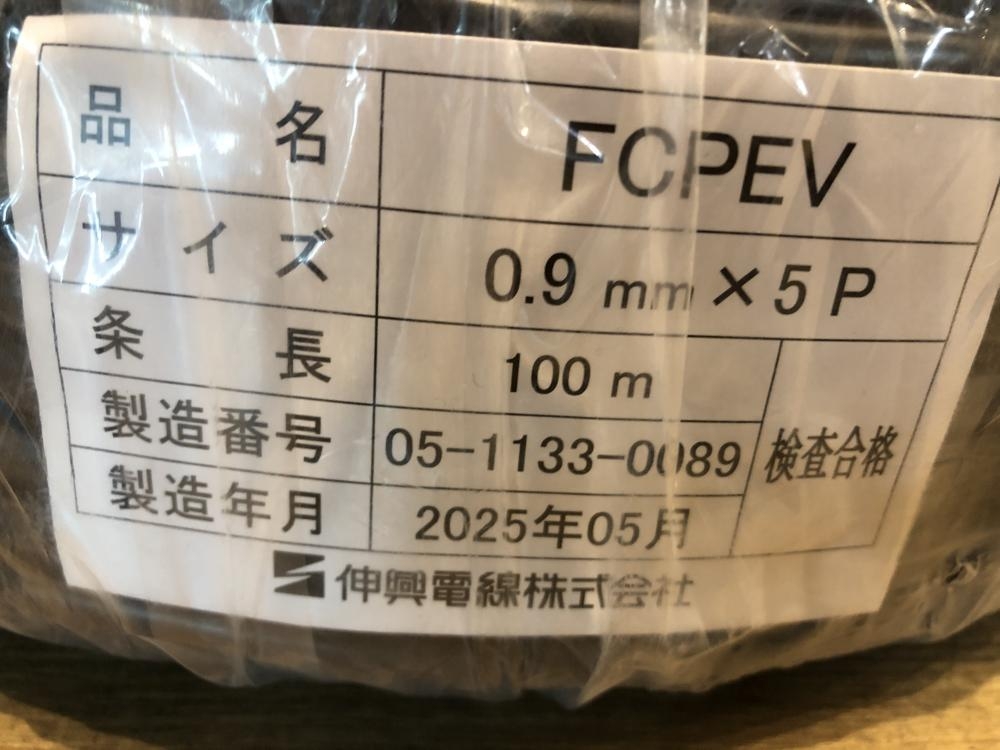 品名 FCPEV
サイズ 0.9 mm × 5 P
条長 100 m
製造番号 05-1133-0089
検査合格
製造年月 2025年05月
伸興電線株式会社